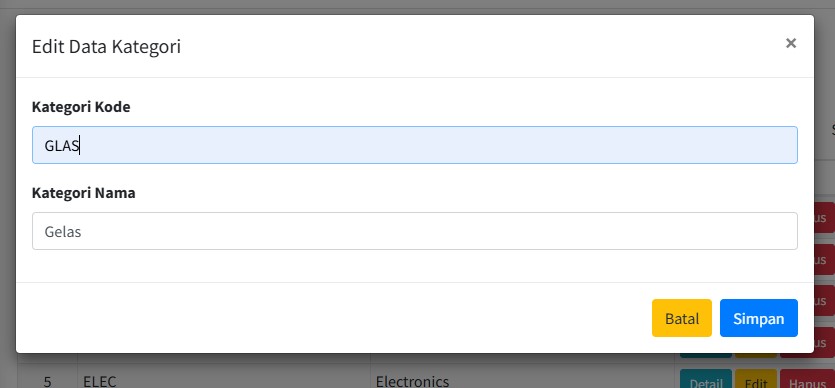 Edit Data Kategori ×
Kategori Kode
GLAS
Kategori Nama
Gelas
Batal Simpan
5 ELEC Electronics Detail Edit Hapus